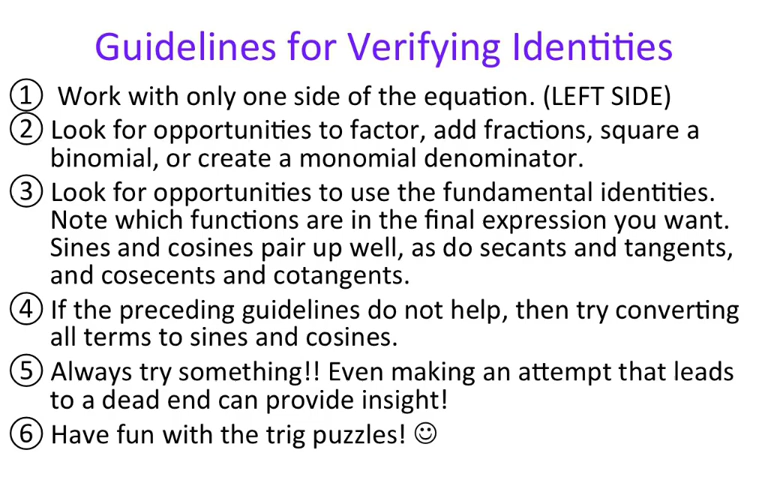 Guidelines for Verifying Identities
① Work with only one side of the equation. (LEFT SIDE)
② Look for opportunities to factor, add fractions, square a
binomial, or create a monomial denominator.
③ Look for opportunities to use the fundamental identities.
Note which functions are in the final expression you want.
Sines and cosines pair up well, as do secants and tangents,
and cosecents and cotangents.
④ If the preceding guidelines do not help, then try converting
all terms to sines and cosines.
⑤ Always try something!! Even making an attempt that leads
to a dead end can provide insight!
⑥ Have fun with the trig puzzles! ☺